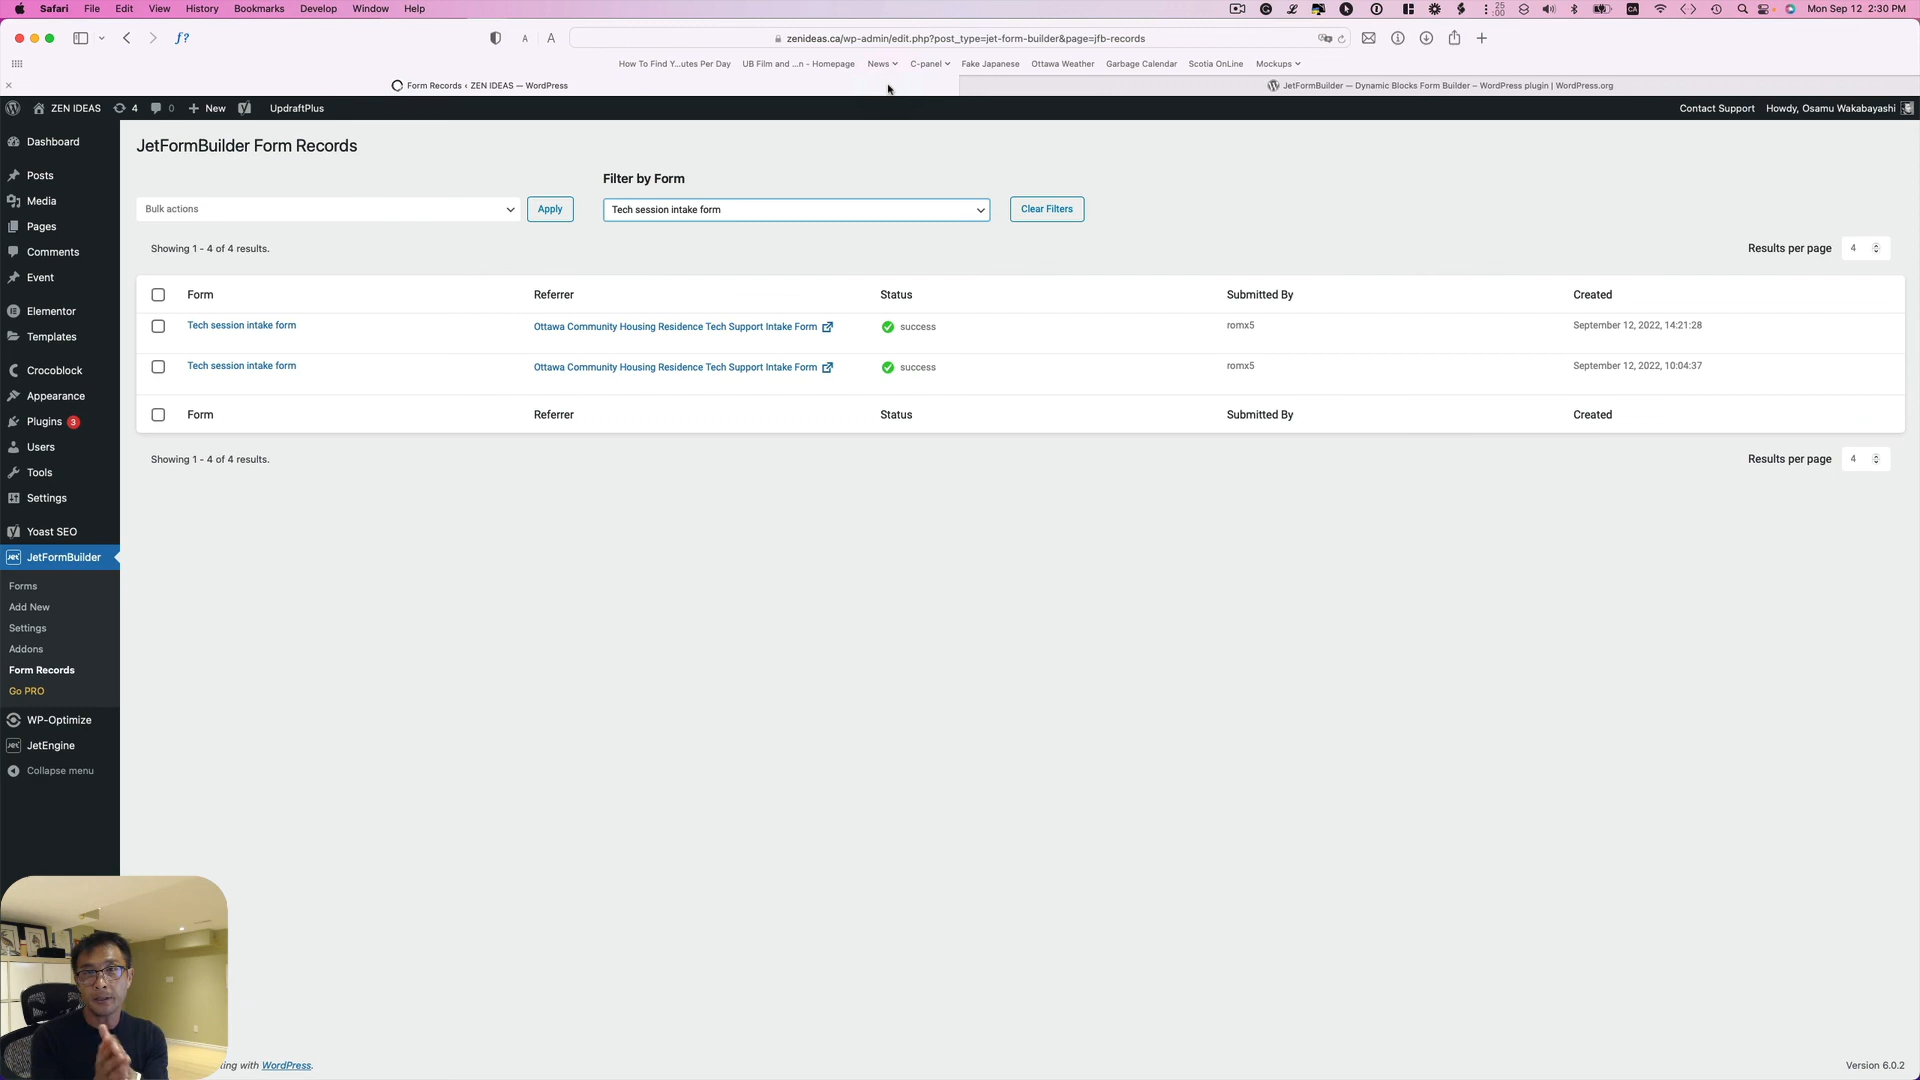 Safari File Edit View History Bookmarks Develop Window Help
25
:00
CA
Mon Sep 12 2:30 PM
f?
A A
zenideas.ca/wp-admin/edit.php?post_type=jet-form-builder&page=jfb-records
How To Find Y...utes Per Day UB Film and ...n - Homepage News C-panel Fake Japanese Ottawa Weather Garbage Calendar Scotia OnLine Mockups
Form Records ‹ ZEN IDEAS — WordPress
JetFormBuilder — Dynamic Blocks Form Builder – WordPress plugin | WordPress.org
ZEN IDEAS 4 0 New UpdraftPlus
Contact Support Howdy, Osamu Wakabayashi
Dashboard
Posts
Media
Pages
Comments
Event
Elementor
Templates
Crocoblock
Appearance
Plugins 3
Users
Tools
Settings
Yoast SEO
JetFormBuilder
Forms
Add New
Settings
Addons
Form Records
Go PRO
WP-Optimize
JetEngine
Collapse menu
JetFormBuilder Form Records
Filter by Form
Bulk actions Apply Tech session intake form Clear Filters
Showing 1 - 4 of 4 results.
Results per page 4
Form Referrer Status Submitted By Created
Tech session intake form Ottawa Community Housing Residence Tech Support Intake Form success romx5 September 12, 2022, 14:21:28
Tech session intake form Ottawa Community Housing Residence Tech Support Intake Form success romx5 September 12, 2022, 10:04:37
Form Referrer Status Submitted By Created
Showing 1 - 4 of 4 results.
Results per page 4
ting with WordPress.
Version 6.0.2